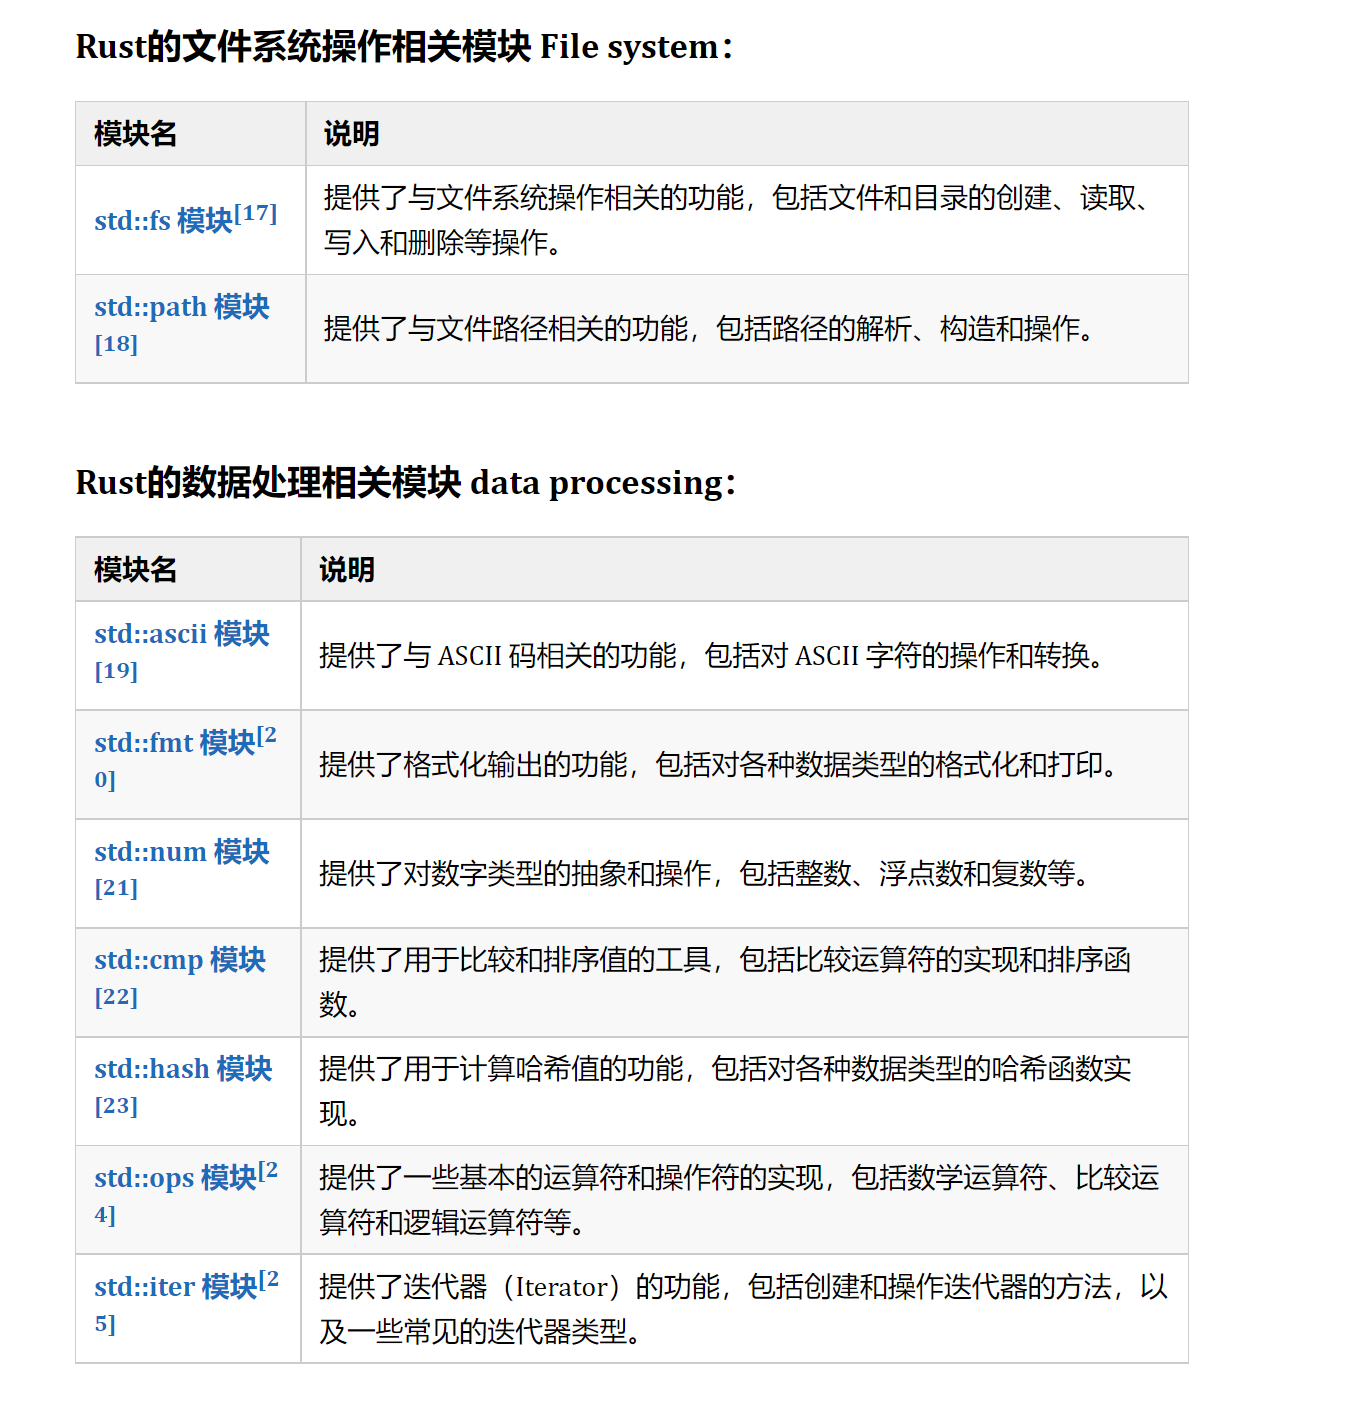 Rust的文件系统操作相关模块 File system：
模块名
说明
std::fs 模块[17]
提供了与文件系统操作相关的功能，包括文件和目录的创建、读取、
写入和删除等操作。
std::path 模块
[18]
提供了与文件路径相关的功能，包括路径的解析、构造和操作。
Rust的数据处理相关模块 data processing：
模块名
说明
std::ascii 模块
[19]
提供了与 ASCII 码相关的功能，包括对 ASCII 字符的操作和转换。
std::fmt 模块[2
0]
提供了格式化输出的功能，包括对各种数据类型的格式化和打印。
std::num 模块
[21]
提供了对数字类型的抽象和操作，包括整数、浮点数和复数等。
std::cmp 模块
[22]
提供了用于比较和排序值的工具，包括比较运算符的实现和排序函
数。
std::hash 模块
[23]
提供了用于计算哈希值的功能，包括对各种数据类型的哈希函数实
现。
std::ops 模块[2
4]
提供了一些基本的运算符和操作符的实现，包括数学运算符、比较运
算符和逻辑运算符等。
std::iter 模块[2
5]
提供了迭代器（Iterator）的功能，包括创建和操作迭代器的方法，以
及一些常见的迭代器类型。